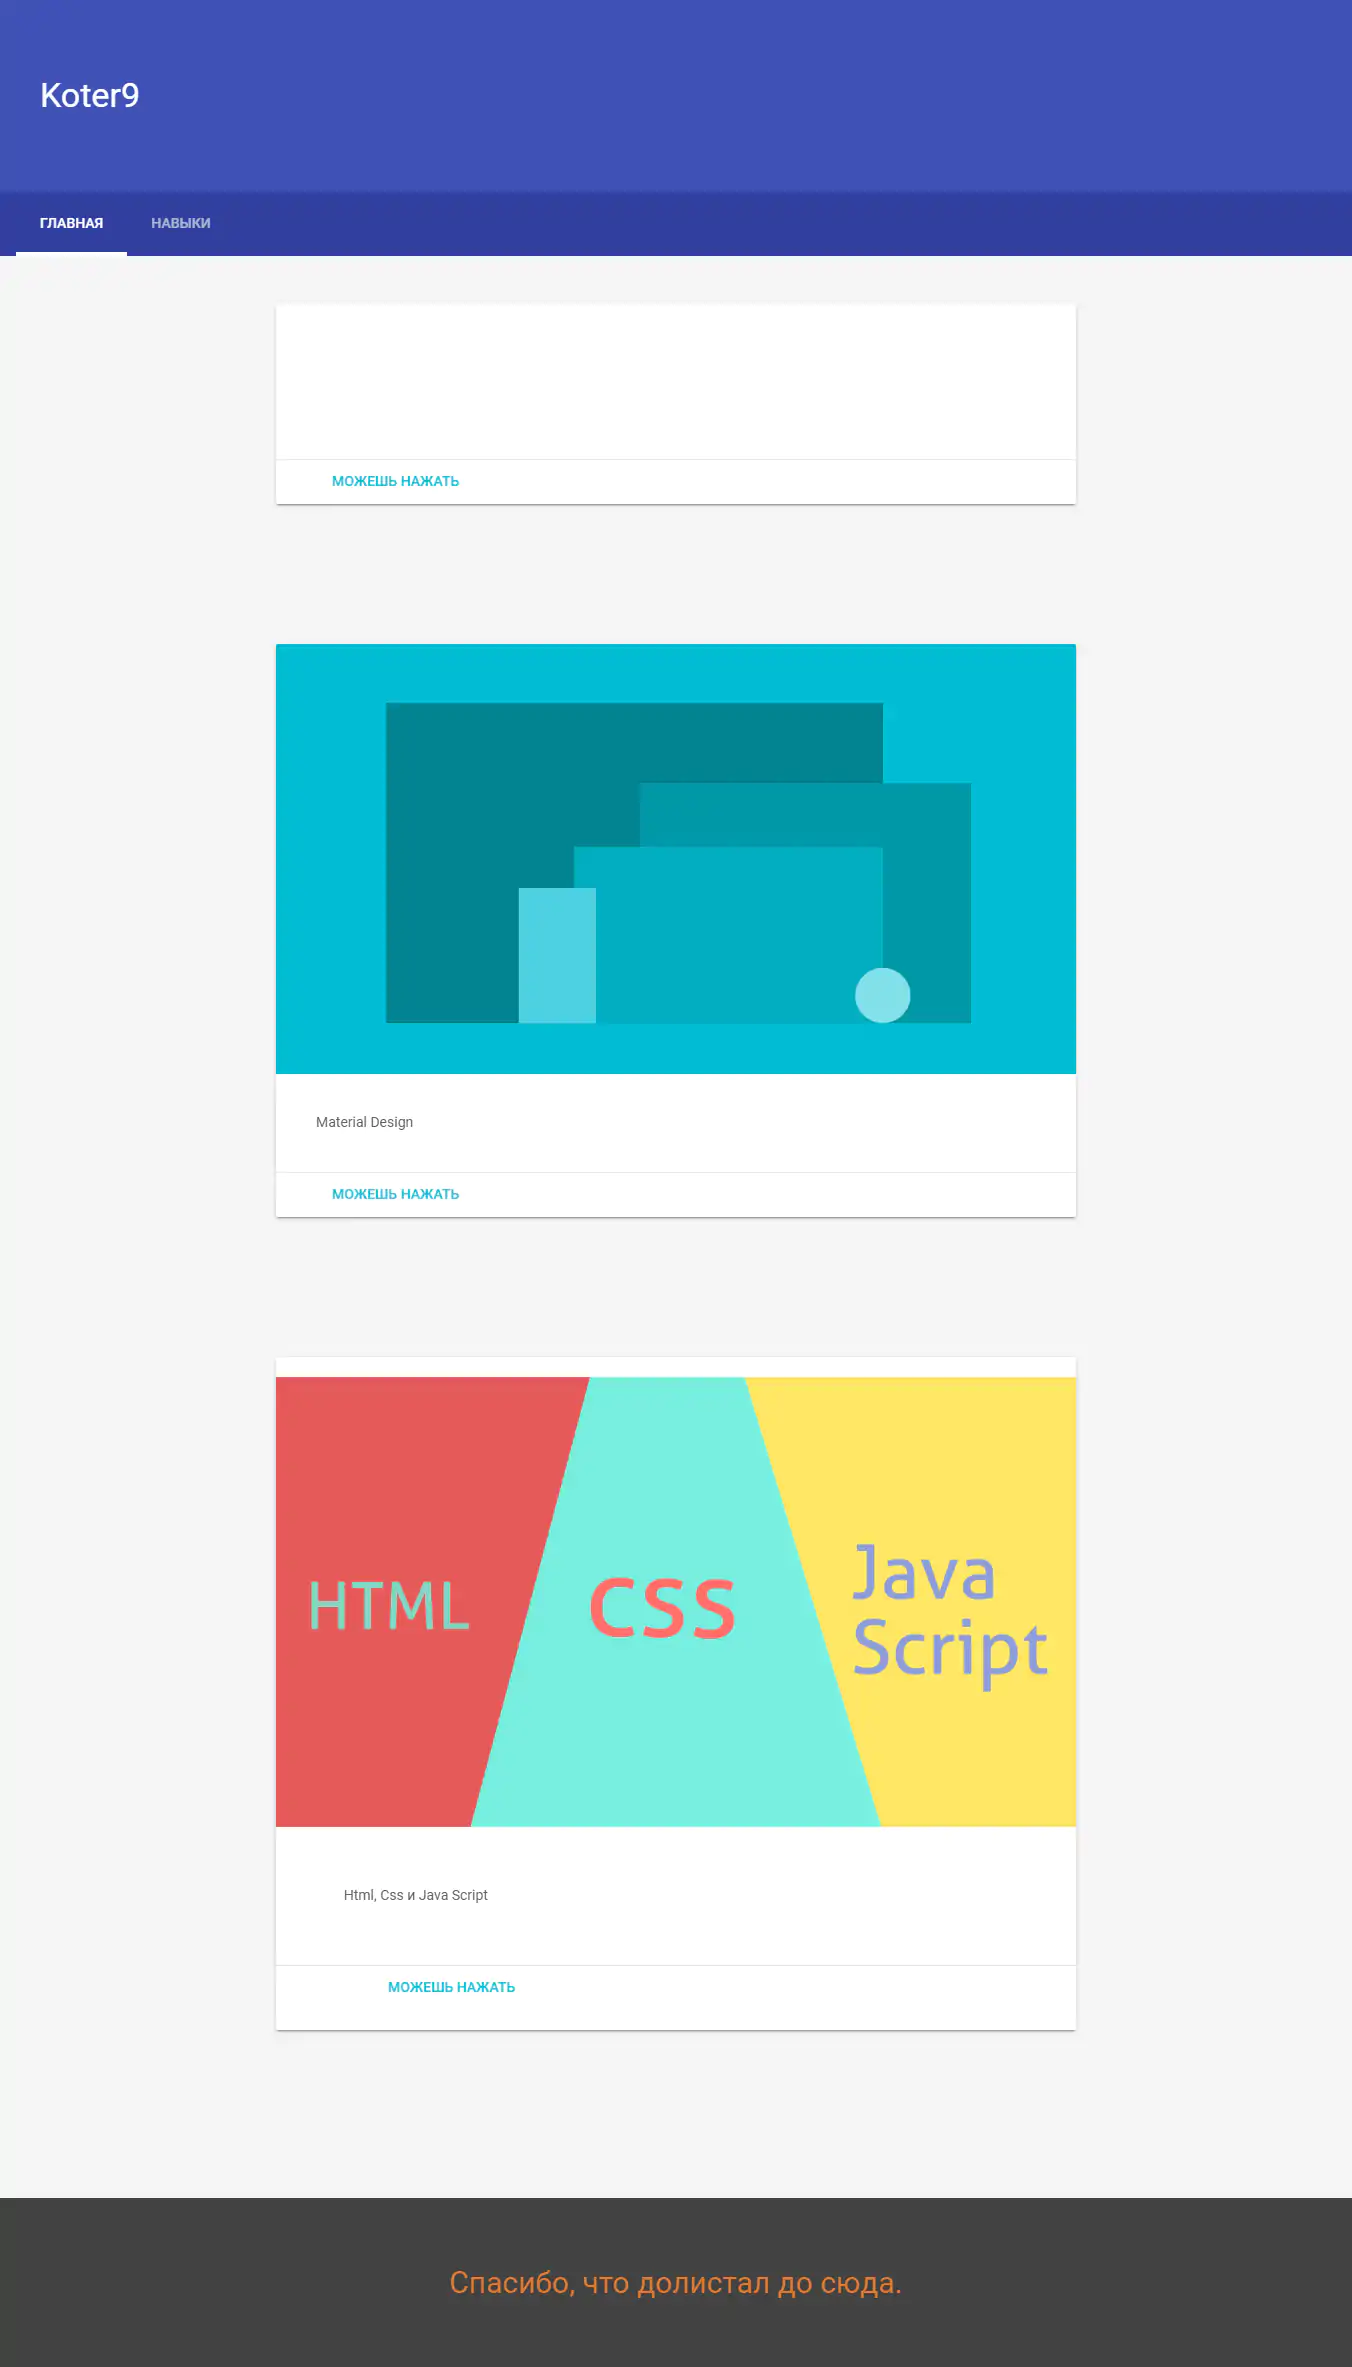 Koter9
ГЛАВНАЯ НАВЫКИ
МОЖЕШЬ НАЖАТЬ
Material Design
МОЖЕШЬ НАЖАТЬ
HTML
CSS
Java
Script
Html, Css и Java Script
МОЖЕШЬ НАЖАТЬ
Спасибо, что долистал до сюда.